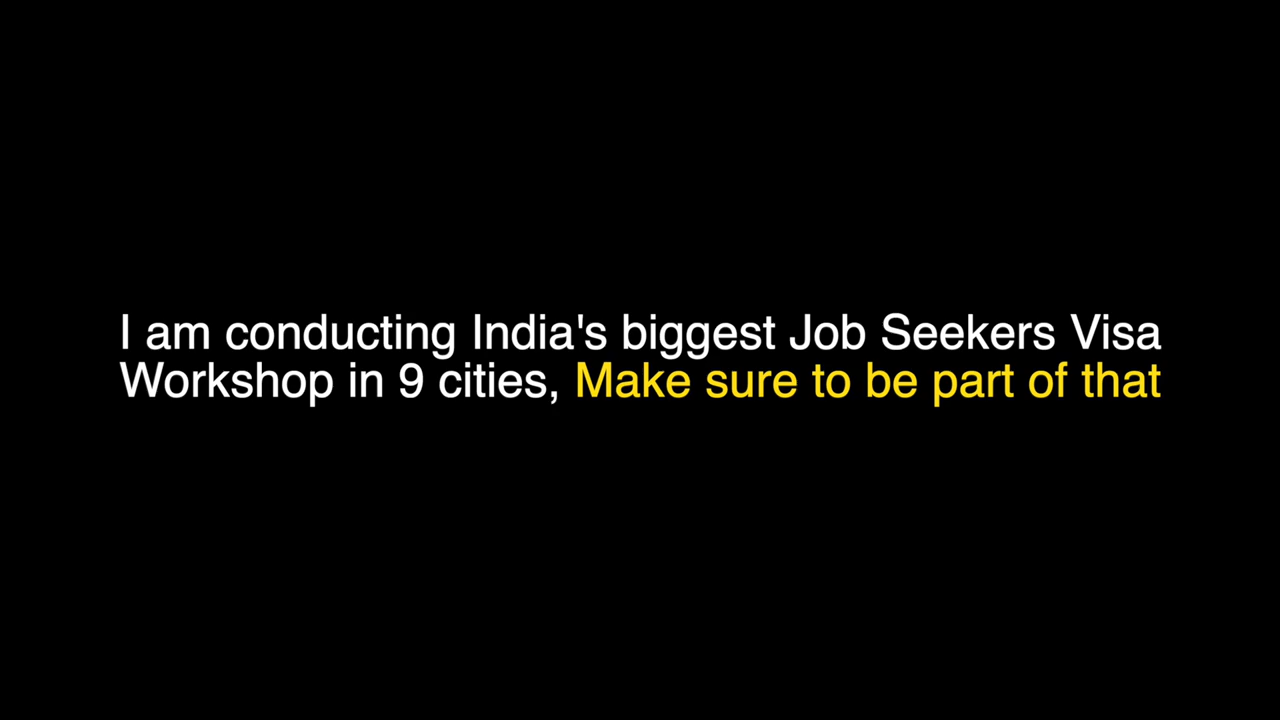 I am conducting India's biggest Job Seekers Visa
Workshop in 9 cities, Make sure to be part of that